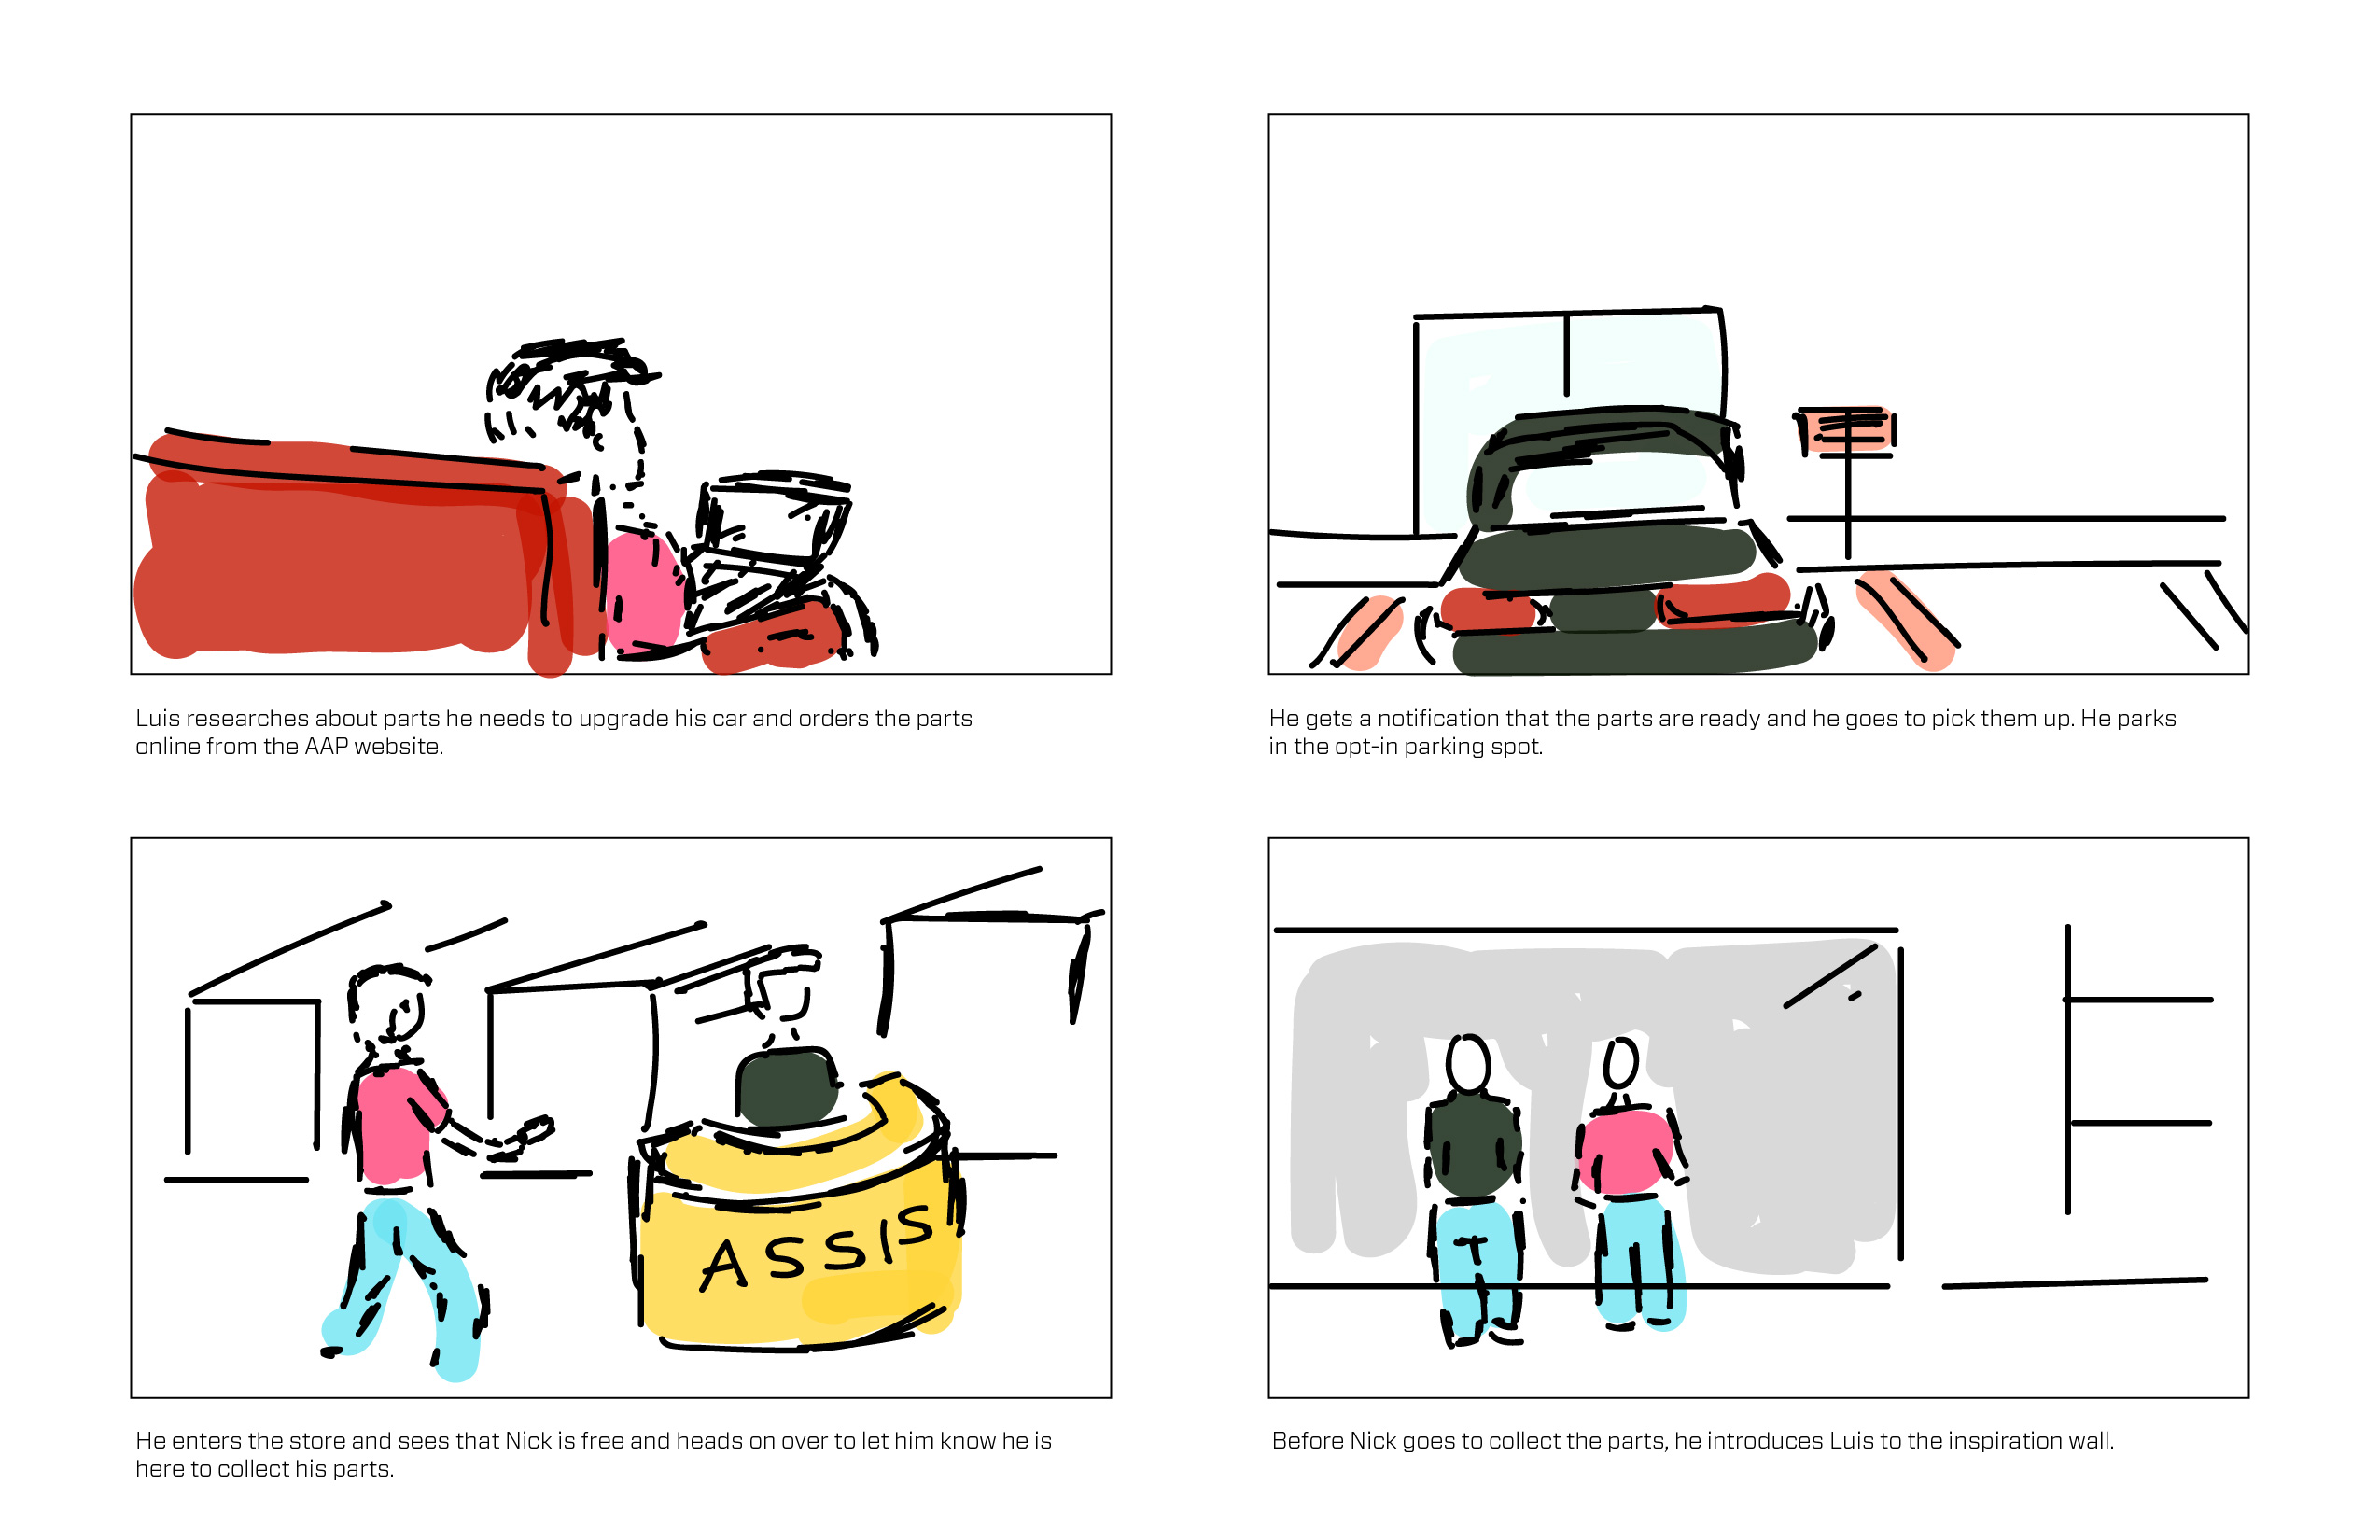 Luis researches about parts he needs to upgrade his car and orders the parts
online from the AAP website.
He gets a notification that the parts are ready and he goes to pick them up. He parks
in the opt-in parking spot.
ASSIS
He enters the store and sees that Nick is free and heads on over to let him know he is
here to collect his parts.
Before Nick goes to collect the parts, he introduces Luis to the inspiration wall.